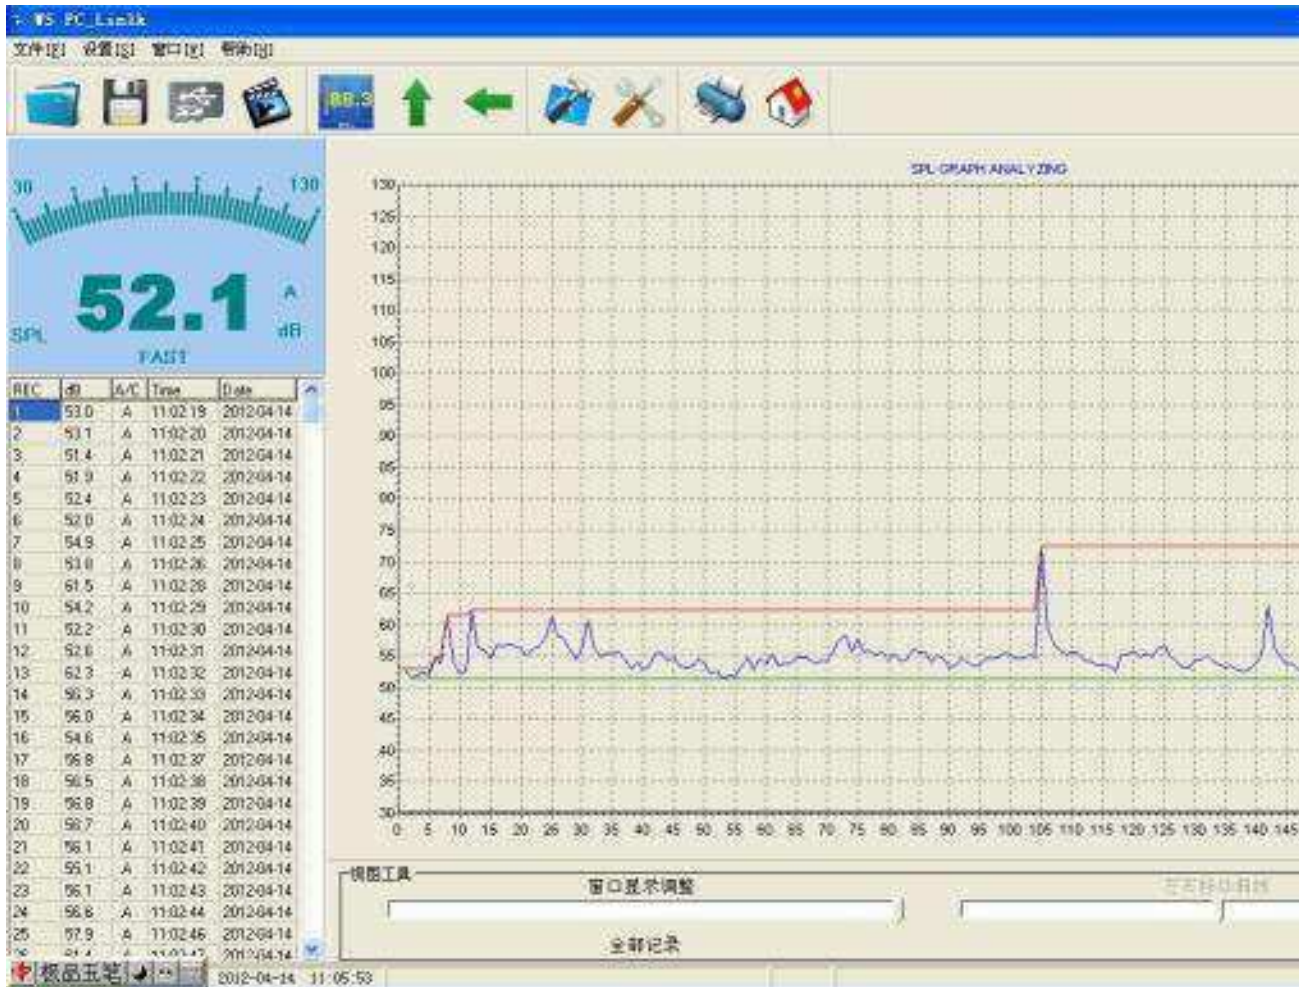 文件[F] 设置[S] 窗口[W] 帮助[H]
88.3
30 130
52.1
A
dB
SPL
FAST
REC dB A/C Time Date
1 53.0 A 11:02:19 2012-04-14
2 53.1 A 11:02:20 2012-04-14
3 51.4 A 11:02:21 2012-04-14
4 51.9 A 11:02:22 2012-04-14
5 52.4 A 11:02:23 2012-04-14
6 52.0 A 11:02:24 2012-04-14
7 54.9 A 11:02:25 2012-04-14
8 53.8 A 11:02:26 2012-04-14
9 61.5 A 11:02:28 2012-04-14
10 54.2 A 11:02:29 2012-04-14
11 52.2 A 11:02:30 2012-04-14
12 52.6 A 11:02:31 2012-04-14
13 62.3 A 11:02:32 2012-04-14
14 56.3 A 11:02:33 2012-04-14
15 56.0 A 11:02:34 2012-04-14
16 54.6 A 11:02:35 2012-04-14
17 56.8 A 11:02:37 2012-04-14
18 56.5 A 11:02:38 2012-04-14
19 56.8 A 11:02:39 2012-04-14
20 56.7 A 11:02:40 2012-04-14
21 56.1 A 11:02:41 2012-04-14
22 55.1 A 11:02:42 2012-04-14
23 56.1 A 11:02:43 2012-04-14
24 56.6 A 11:02:44 2012-04-14
25 57.9 A 11:02:46 2012-04-14
SPL GRAPH ANALYZING
130
125
120
115
110
105
100
95
90
85
80
75
70
65
60
55
50
45
40
35
30
0 5 10 15 20 25 30 35 40 45 50 55 60 65 70 75 80 85 90 95 100 105 110 115 120 125 130 135 140 145
视图工具
窗口显示调整
左右移动曲线
全部记录
极品五笔
2012-04-14 11:05:53